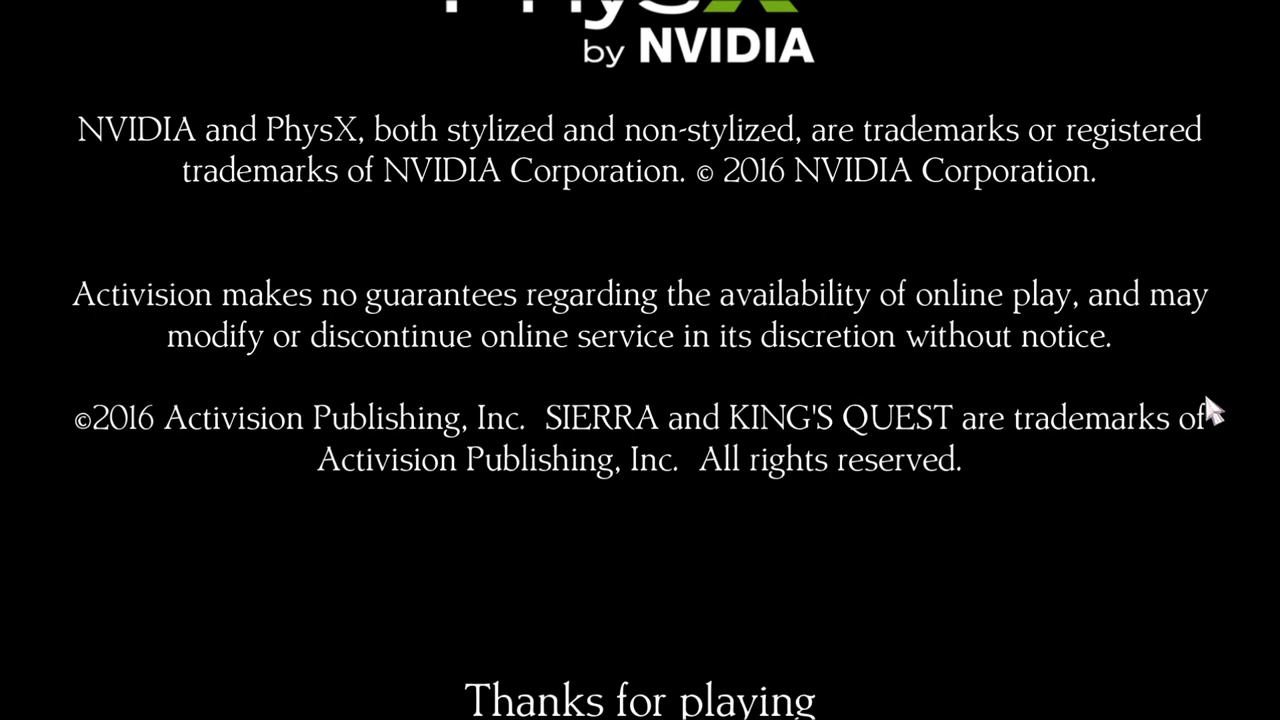 PhysX
by NVIDIA
NVIDIA and PhysX, both stylized and non-stylized, are trademarks or registered
trademarks of NVIDIA Corporation. © 2016 NVIDIA Corporation.
Activision makes no guarantees regarding the availability of online play, and may
modify or discontinue online service in its discretion without notice.
©2016 Activision Publishing, Inc.  SIERRA and KING'S QUEST are trademarks of
Activision Publishing, Inc.  All rights reserved.
Thanks for playing